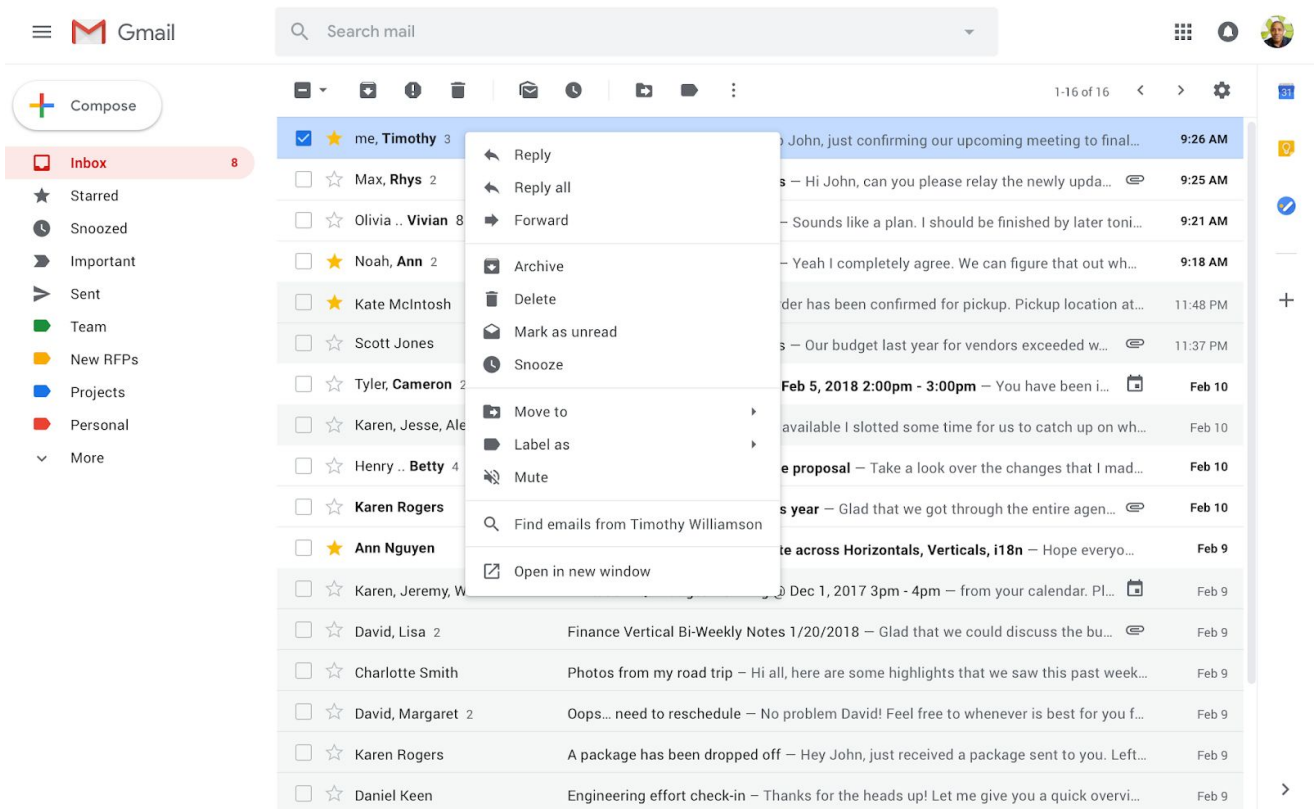 Gmail
Search mail
Compose
1-16 of 16
31
Inbox 8
Starred
Snoozed
Important
Sent
Team
New RFPs
Projects
Personal
More
me, Timothy 3 John, just confirming our upcoming meeting to final... 9:26 AM
Max, Rhys 2 — Hi John, can you please relay the newly upda... 9:25 AM
Olivia .. Vivian 8 — Sounds like a plan. I should be finished by later toni... 9:21 AM
Noah, Ann 2 — Yeah I completely agree. We can figure that out wh... 9:18 AM
Kate McIntosh has been confirmed for pickup. Pickup location at... 11:48 PM
Scott Jones — Our budget last year for vendors exceeded w... 11:37 PM
Tyler, Cameron 2 Feb 5, 2018 2:00pm - 3:00pm — You have been i... Feb 10
Karen, Jesse, Ale available I slotted some time for us to catch up on wh... Feb 10
Henry .. Betty 4 proposal — Take a look over the changes that I mad... Feb 10
Karen Rogers year — Glad that we got through the entire agen... Feb 10
Ann Nguyen across Horizontals, Verticals, i18n — Hope everyo... Feb 9
Karen, Jeremy, W Dec 1, 2017 3pm - 4pm — from your calendar. Pl... Feb 9
David, Lisa 2 Finance Vertical Bi-Weekly Notes 1/20/2018 — Glad that we could discuss the bu... Feb 9
Charlotte Smith Photos from my road trip — Hi all, here are some highlights that we saw this past week... Feb 9
David, Margaret 2 Oops... need to reschedule — No problem David! Feel free to whenever is best for you f... Feb 9
Karen Rogers A package has been dropped off — Hey John, just received a package sent to you. Left... Feb 9
Daniel Keen Engineering effort check-in — Thanks for the heads up! Let me give you a quick overvi... Feb 9
Reply
Reply all
Forward
Archive
Delete
Mark as unread
Snooze
Move to
Label as
Mute
Find emails from Timothy Williamson
Open in new window